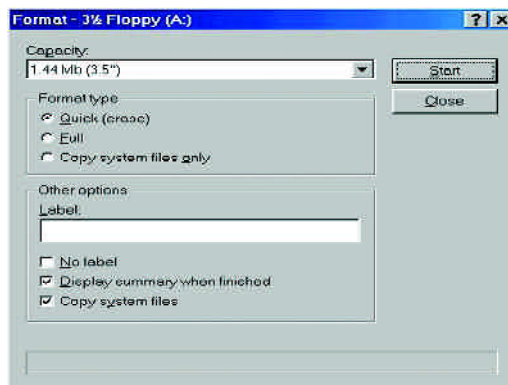 Format - 3½ Floppy (A:)
Capacity:
1.44 Mb (3.5")
Start
Close
Format type
Quick (erase)
Full
Copy system files only
Other options
Label:
No label
Display summary when finished
Copy system files